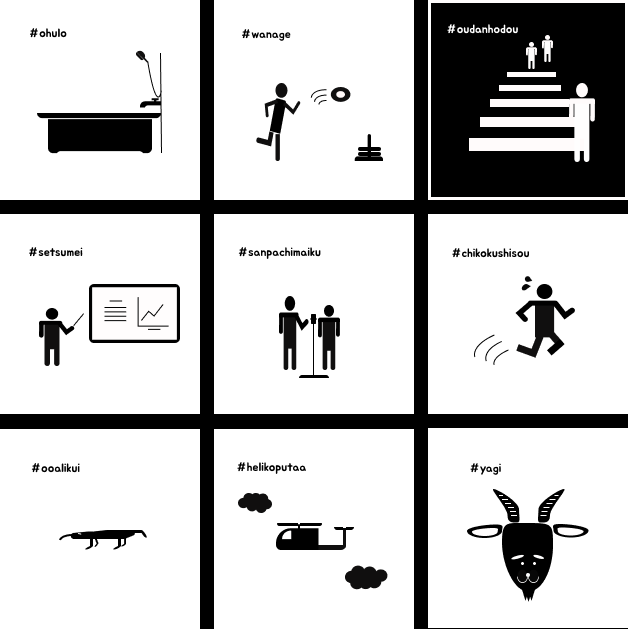 #ohulo
#wanage
#oudanhodou
#setsumei
#sanpachimaiku
#chikokushisou
#ooalikui
#helikoputaa
#yagi